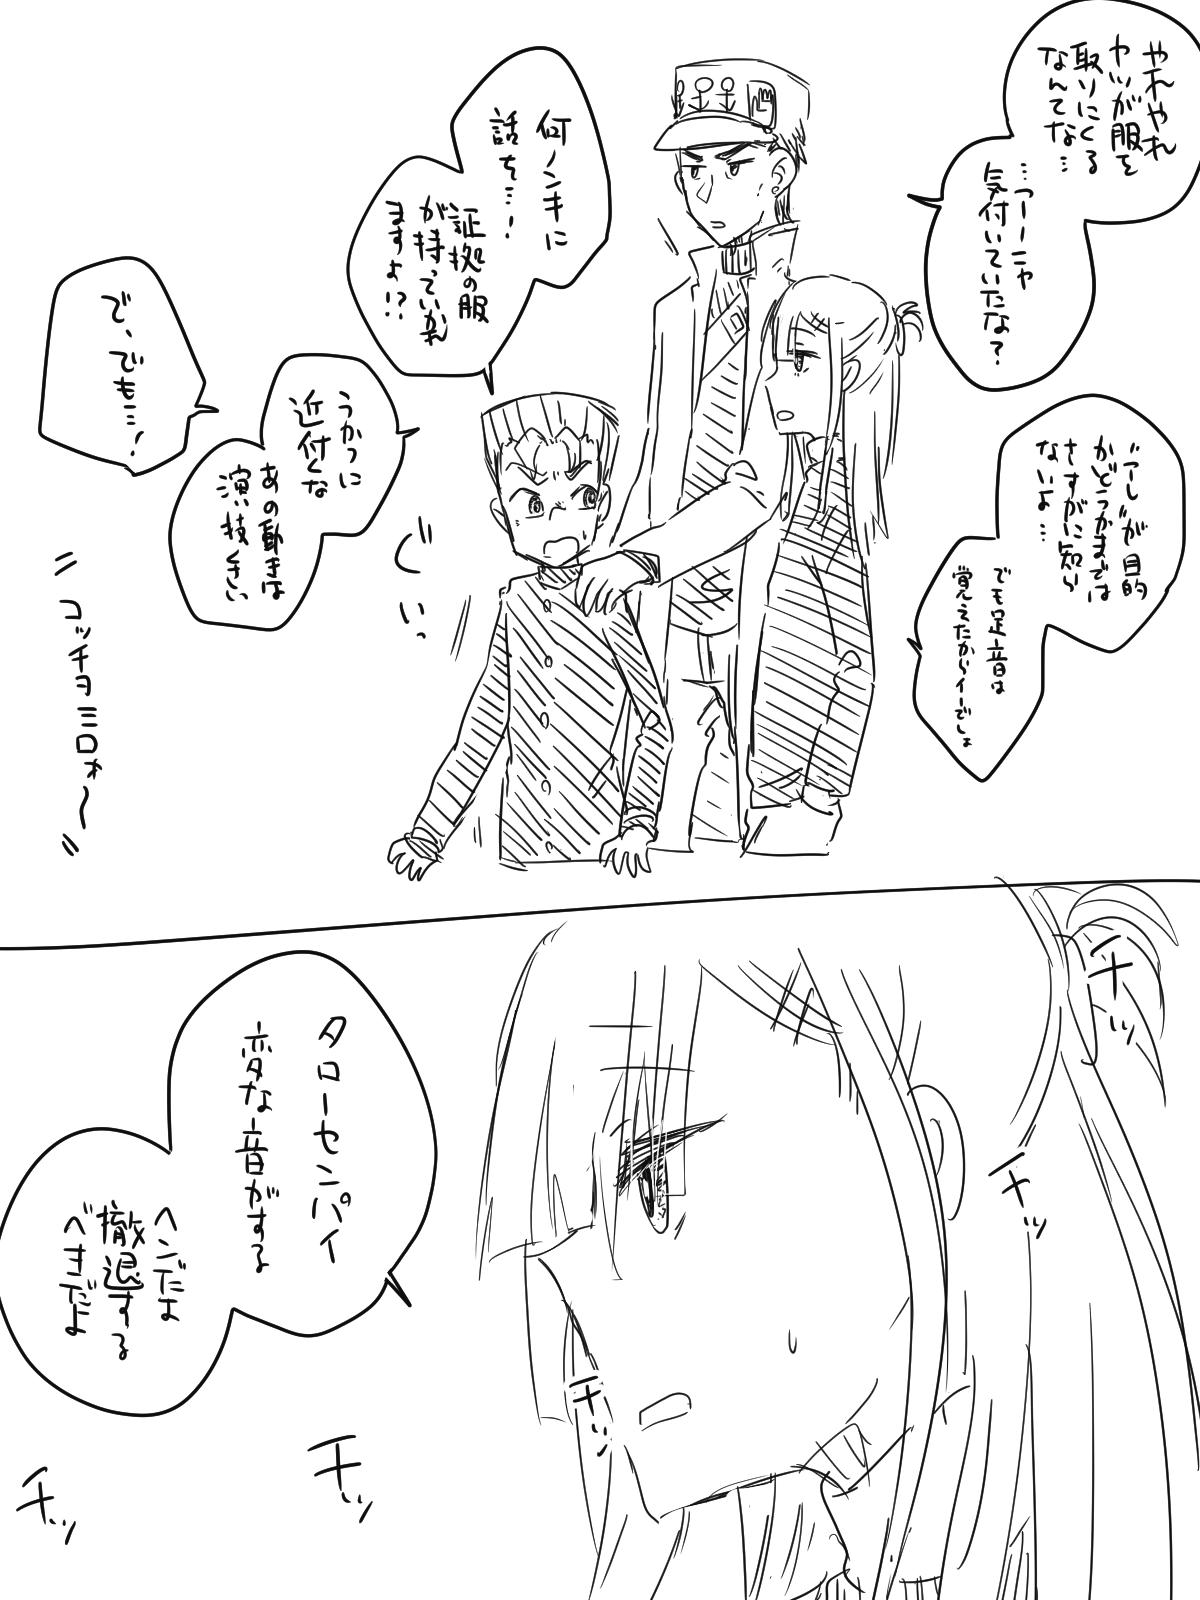 やれやれ
ヤツが服を
取りにくる
なんてな…
…つーーニャ
気付いていたな?
何ノンキに
話を…!
証拠の服
が持っていかれ
ますよ!?
"アレ"が目的
かどうかまでは
さすがに知ら
ないよ…
でも足音は
覚えたからイーでしょ
うかつに
近付くな
あの動きは
演技くさい
で、でも…!
ぐいっ
コッチヲミロォ〜
タローセンパイ
変な音がする
ヘンだよ
撤退する
べきだよ
チッ
チッ
チッ
チッ
チッ